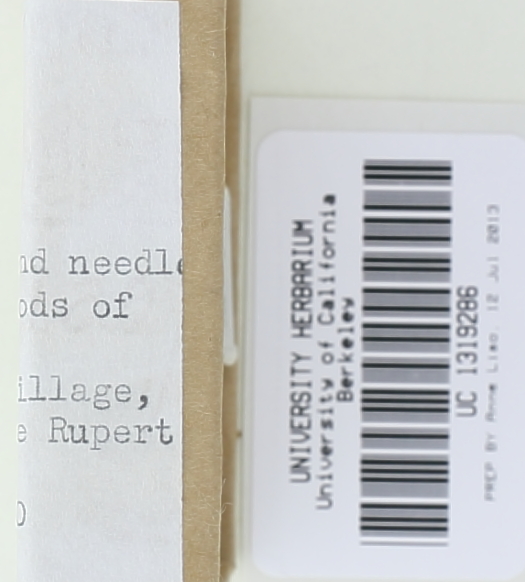 nd needle
ods of
illage,
e Rupert
UNIVERSITY HERBARIUM
University of California
Berkeley
UC 1319286
PREP BY Anne Liao, 12 Jul 2013